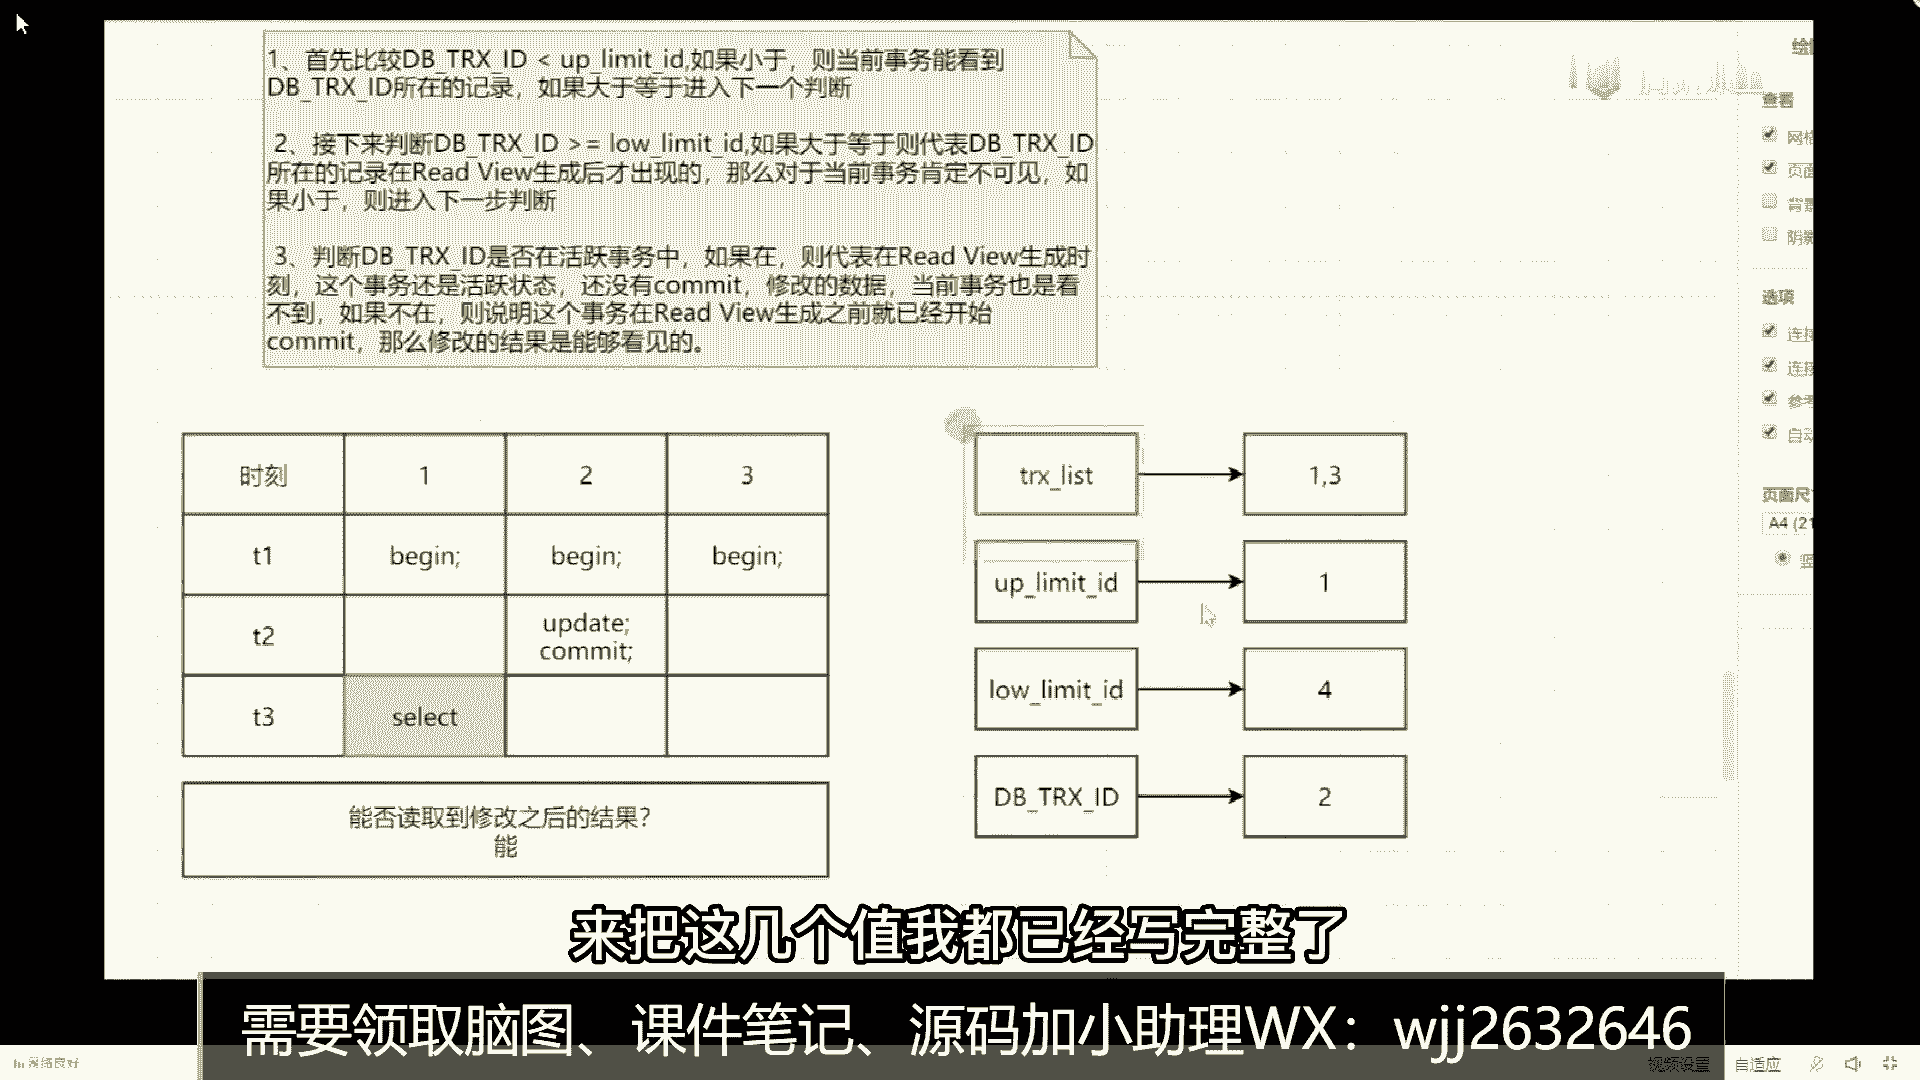 1、首先比较DB_TRX_ID < up_limit_id,如果小于，则当前事务能看到
DB_TRX_ID所在的记录，如果大于等于进入下一个判断
2、接下来判断DB_TRX_ID >= low_limit_id,如果大于等于则代表DB_TRX_ID
所在的记录在Read View生成后才出现的，那么对于当前事务肯定不可见，如
果小于，则进入下一步判断
3、判断DB_TRX_ID是否在活跃事务中，如果在，则代表在Read View生成时
刻，这个事务还是活跃状态，还没有commit，修改的数据，当前事务也是看
不到，如果不在，则说明这个事务在Read View生成之前就已经开始
commit，那么修改的结果是能够看见的。
时刻 1 2 3
t1 begin; begin; begin;
t2 update;
commit;
t3 select
能否读取到修改之后的结果？
能
trx_list 1,3
up_limit_id 1
low_limit_id 4
DB_TRX_ID 2
查看
网格
页面
背景
阴影
选项
参考
自动
页面尺寸
A4 (21
来把这几个值我都已经写完整了
需要领取脑图、课件笔记、源码加小助理WX：wjj2632646
网络良好
视频设置
自适应